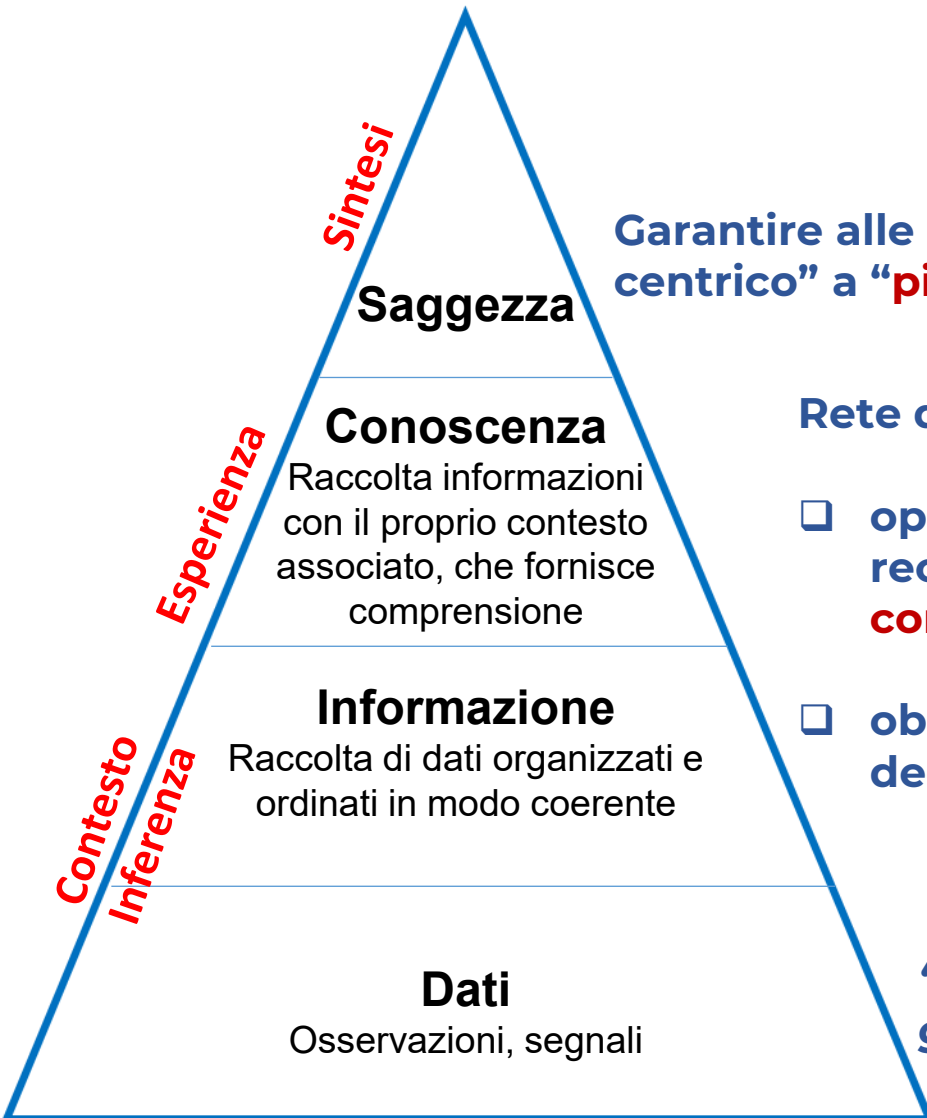 Sintesi
Garantire alle
centrico” a “
Saggezza
Esperienza
Conoscenza
Raccolta informazioni
con il proprio contesto
associato, che fornisce
comprensione
Rete
Contesto
Inferenza
Informazione
Raccolta di dati organizzati e
ordinati in modo coerente
Dati
Osservazioni, segnali